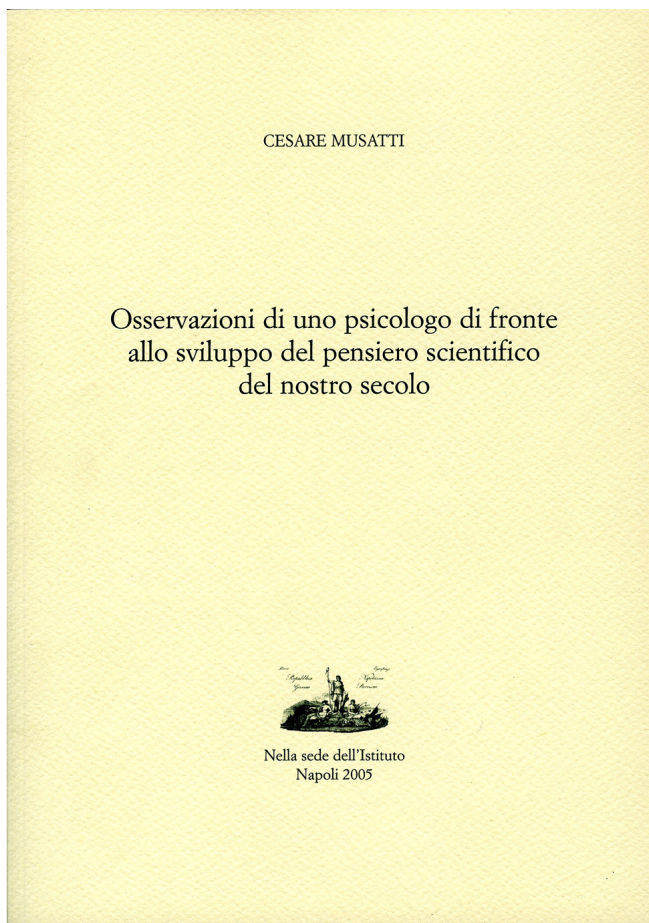 CESARE MUSATTI
Osservazioni di uno psicologo di fronte
allo sviluppo del pensiero scientifico
del nostro secolo
Repubblica
Nella sede dell'Istituto
Napoli 2005